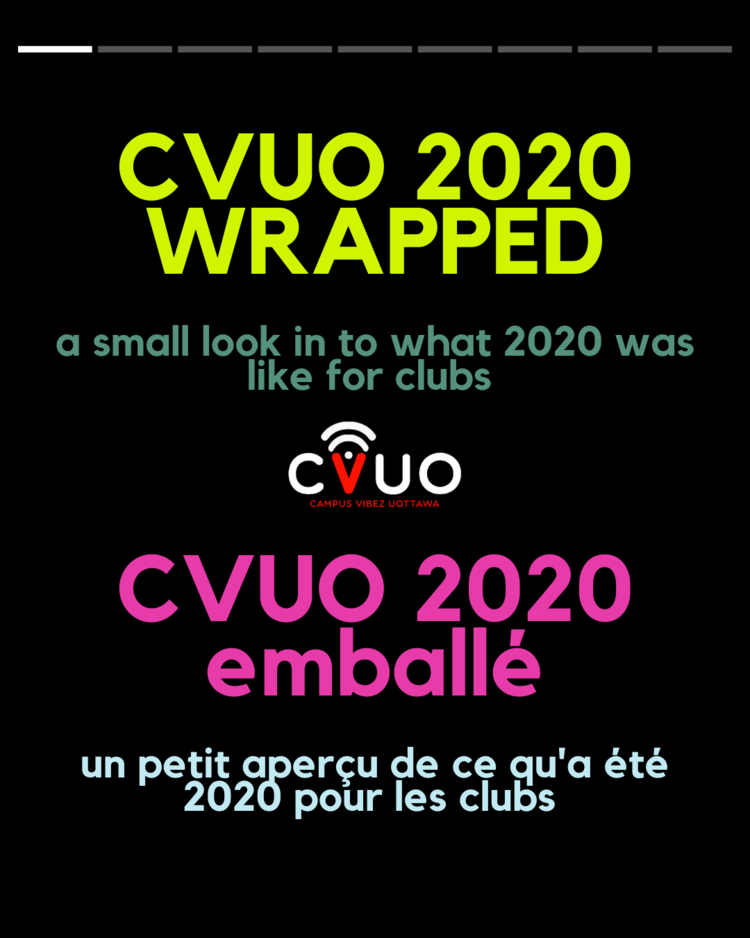 CVUO 2020
WRAPPED
a small look in to what 2020 was
like for clubs
CVUO
CAMPUS VIBEZ UOTTAWA
CVUO 2020
emballé
un petit aperçu de ce qu'a été
2020 pour les clubs